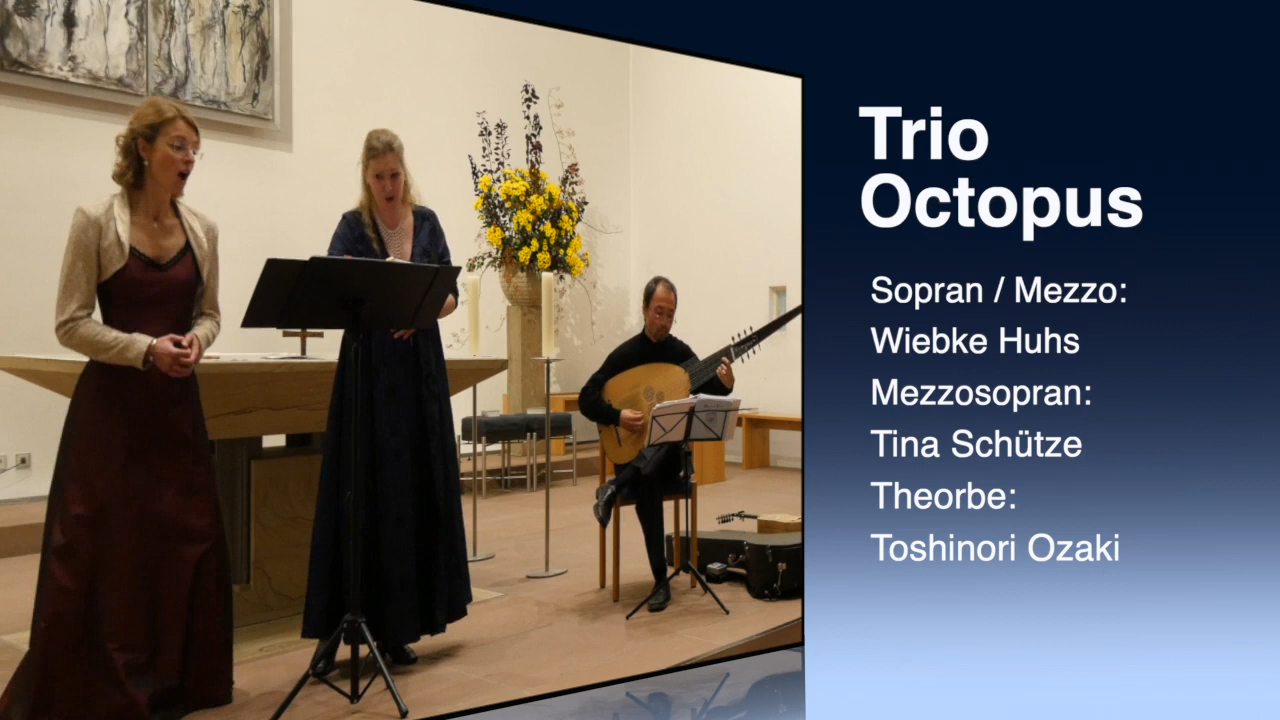 Trio
Octopus
Sopran / Mezzo:
Wiebke Huhs
Mezzosopran:
Tina Schütze
Theorbe:
Toshinori Ozaki